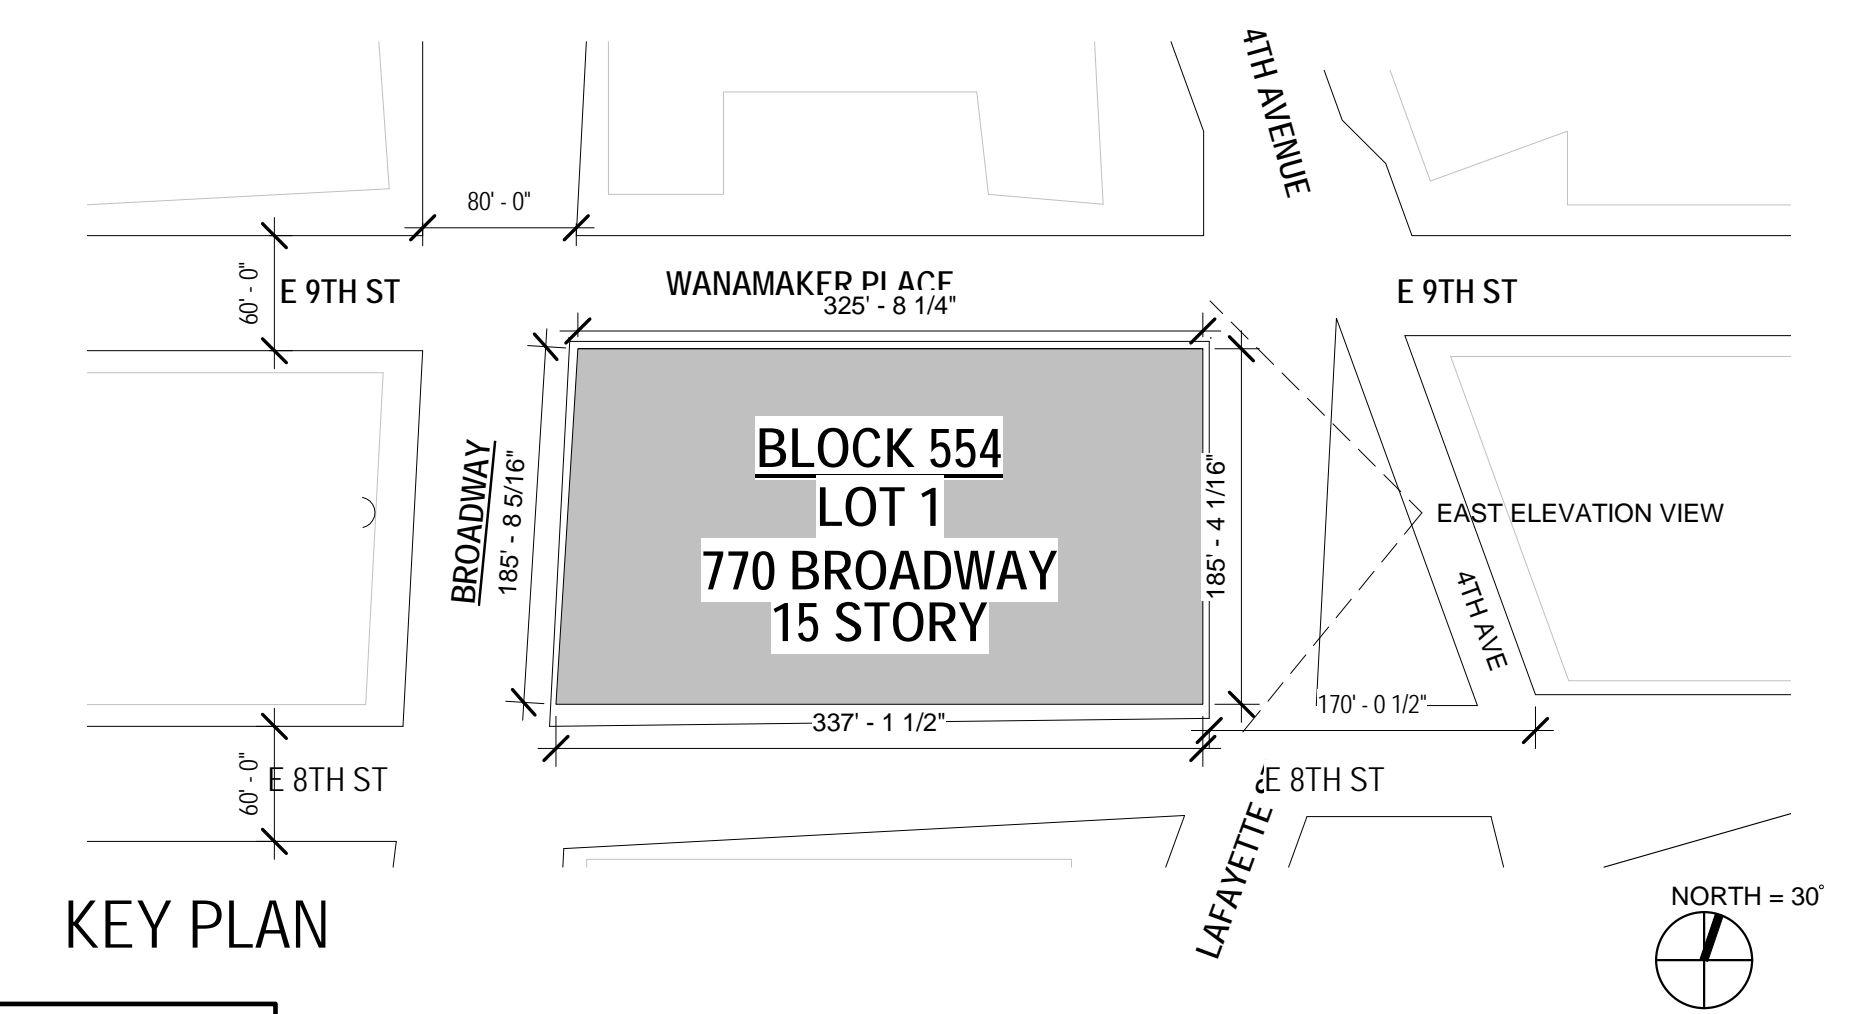 4TH AVENUE
80' - 0"
60' - 0"
E 9TH ST
WANAMAKER PLACE
E 9TH ST
325' - 8 1/4"
BROADWAY
185' - 8 5/16"
BLOCK 554
LOT 1
770 BROADWAY
15 STORY
185' - 4 1/16"
EAST ELEVATION VIEW
4TH AVE
170' - 0 1/2"
337' - 1 1/2"
60' - 0"
E 8TH ST
E 8TH ST
LAFAYETTE
KEY PLAN
NORTH = 30°